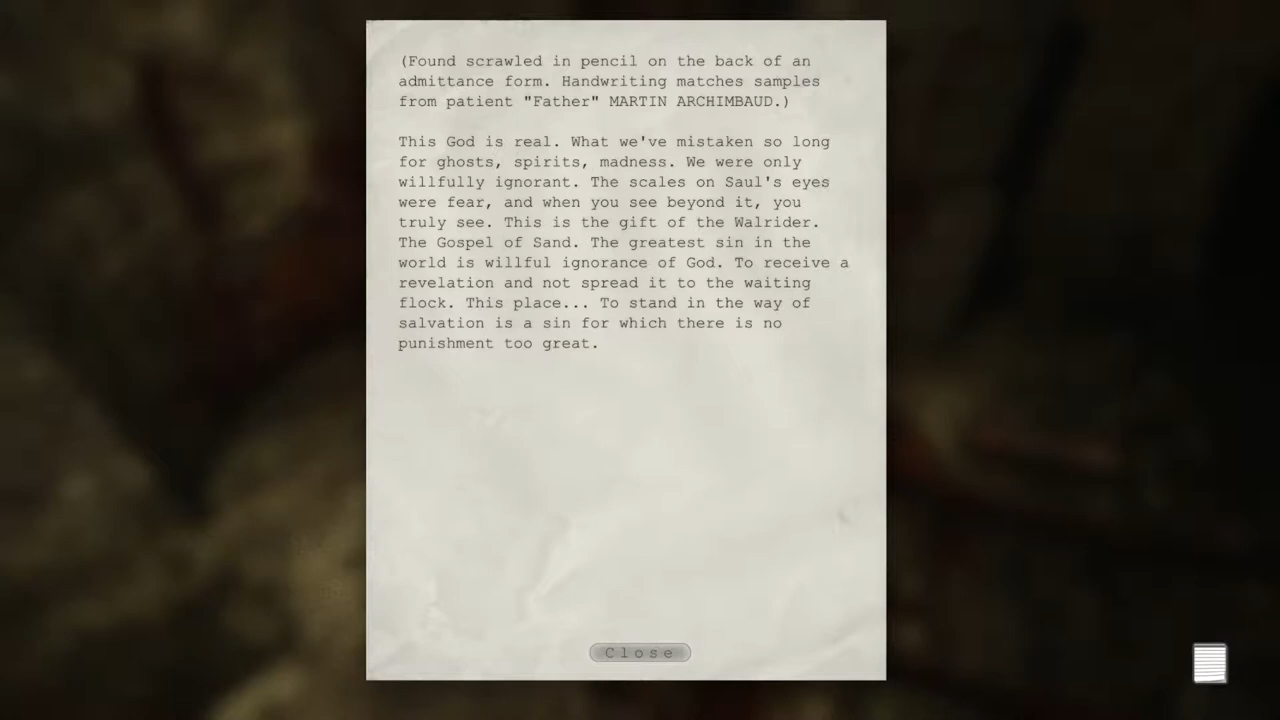 (Found scrawled in pencil on the back of an
admittance form. Handwriting matches samples
from patient "Father" MARTIN ARCHIMBAUD.)
This God is real. What we've mistaken so long
for ghosts, spirits, madness. We were only
willfully ignorant. The scales on Saul's eyes
were fear, and when you see beyond it, you
truly see. This is the gift of the Walrider.
The Gospel of Sand. The greatest sin in the
world is willful ignorance of God. To receive a
revelation and not spread it to the waiting
flock. This place... To stand in the way of
salvation is a sin for which there is no
punishment too great.
Close